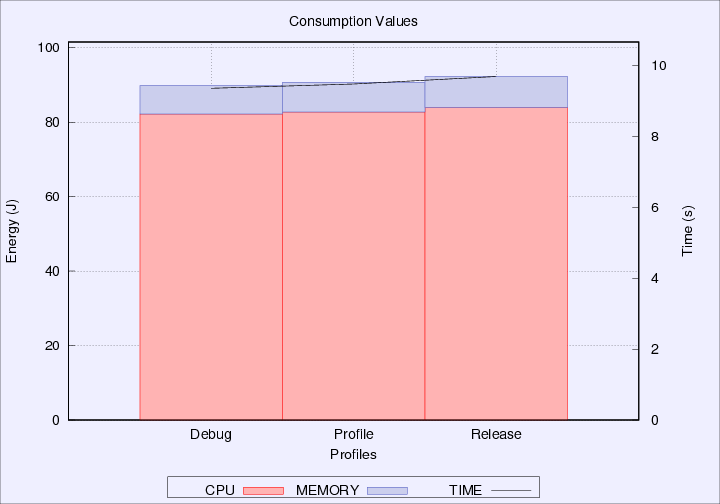 Consumption Values
100
80
60
40
20
0
Energy (J)
10
8
6
4
2
0
Time (s)
Debug Profile Release
Profiles
CPU MEMORY TIME